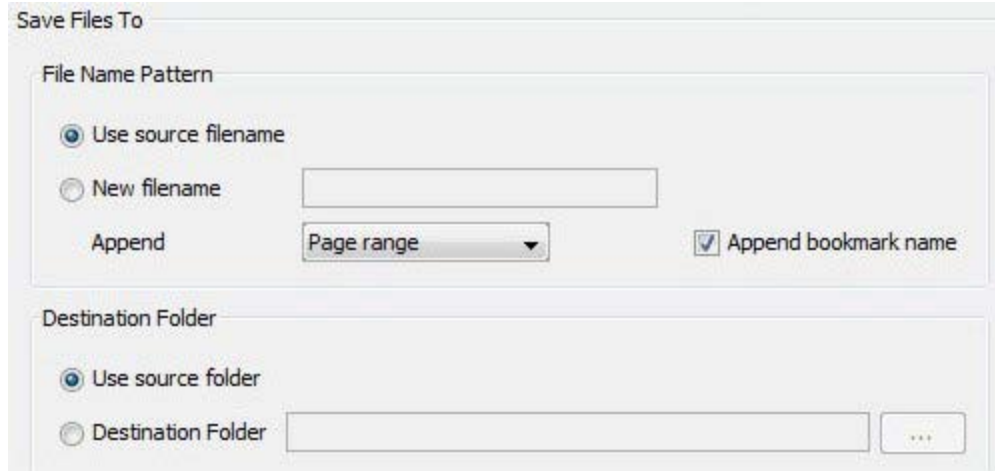 Save Files To
File Name Pattern
Use source filename
New filename
Append Page range Append bookmark name
Destination Folder
Use source folder
Destination Folder ...